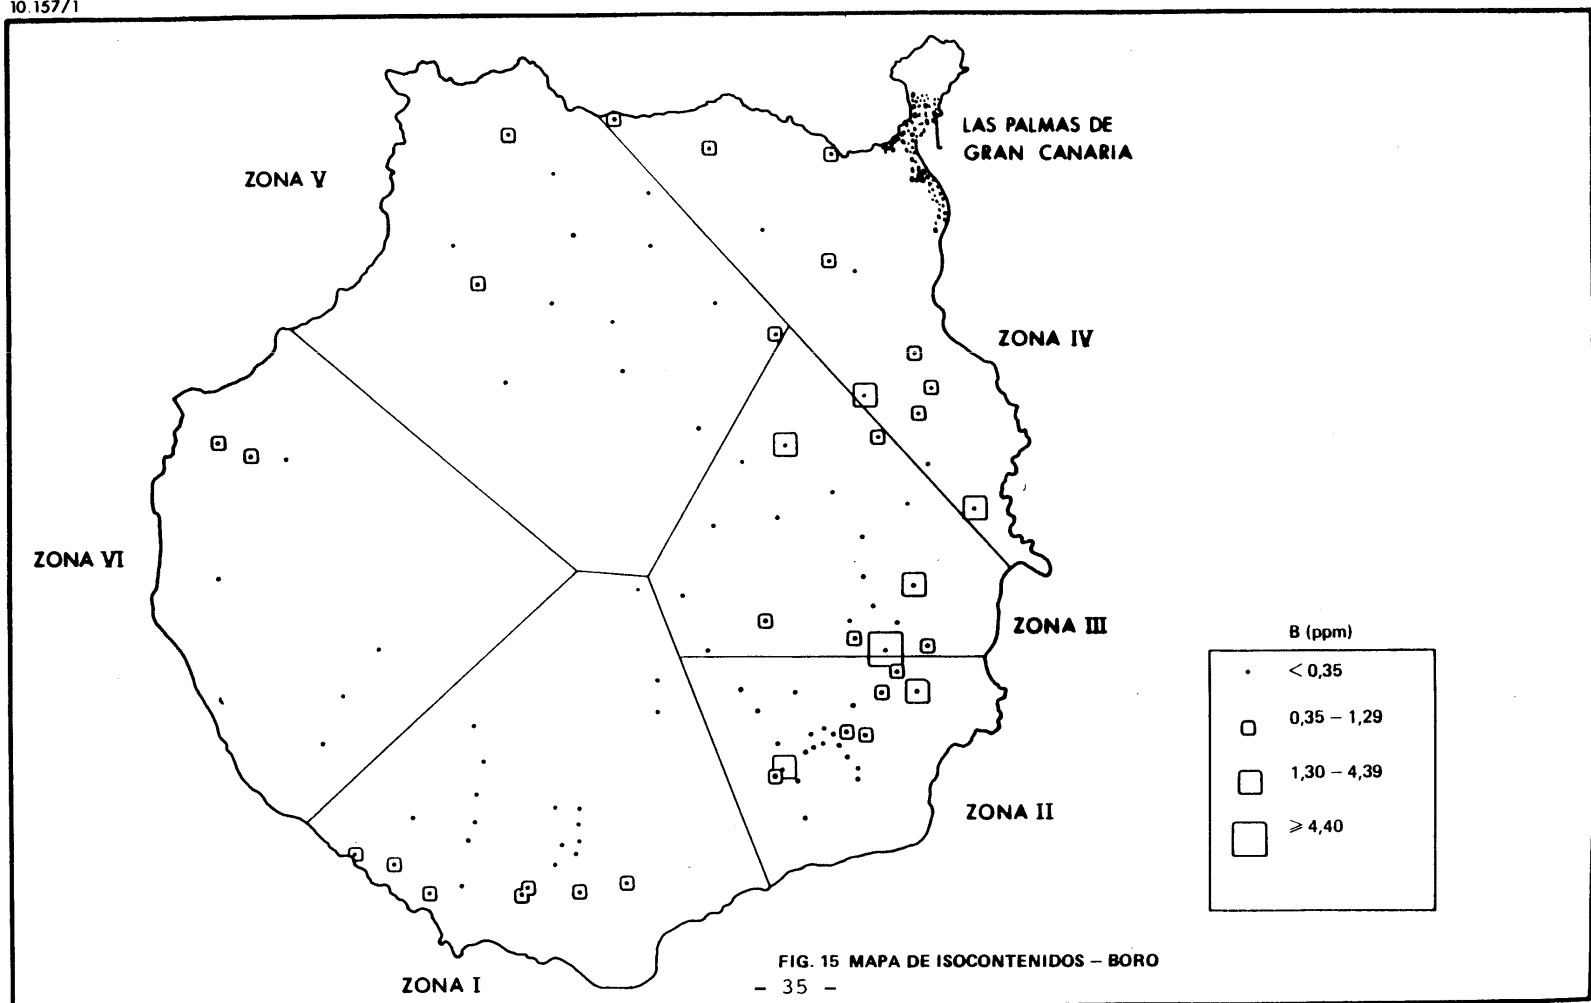 10.157/1
LAS PALMAS DE
GRAN CANARIA
ZONA V
ZONA IV
ZONA VI
ZONA III
B (ppm)
< 0,35
0,35 – 1,29
1,30 – 4,39
⩾ 4,40
ZONA II
FIG. 15 MAPA DE ISOCONTENIDOS – BORO
ZONA I
- 35 -